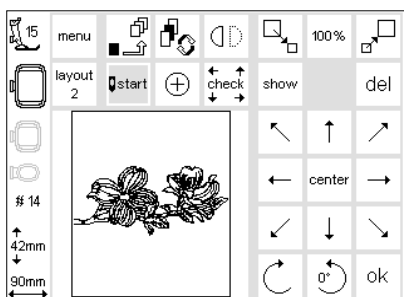 15 menu 100%
layout
2
start check show del
# 14
center
42mm
90mm 0° ok